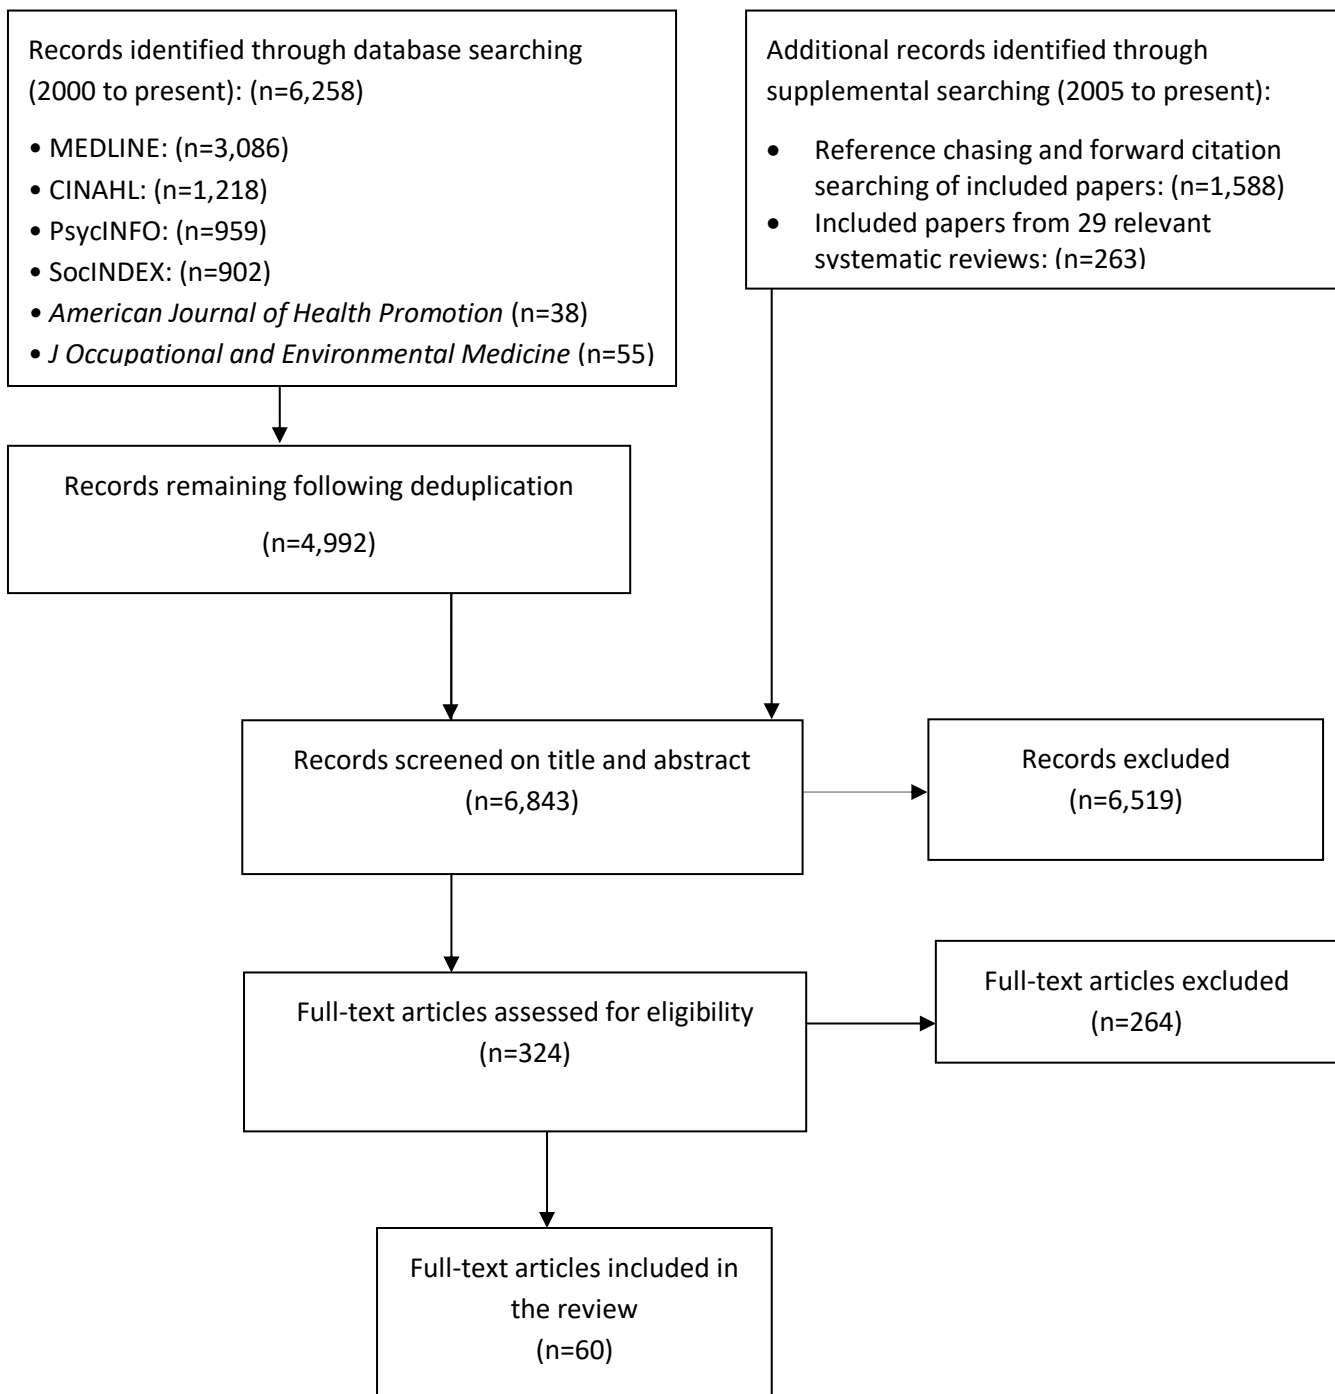 Records identified through database searching
(2000 to present): (n=6,258)
• MEDLINE: (n=3,086)
• CINAHL: (n=1,218)
• PsycINFO: (n=959)
• SocINDEX: (n=902)
• American Journal of Health Promotion (n=38)
• J Occupational and Environmental Medicine (n=55)
Additional records identified through
supplemental searching (2005 to present):
• Reference chasing and forward citation
searching of included papers: (n=1,588)
• Included papers from 29 relevant
systematic reviews: (n=263)
Records remaining following deduplication
(n=4,992)
Records screened on title and abstract
(n=6,843)
Records excluded
(n=6,519)
Full-text articles assessed for eligibility
(n=324)
Full-text articles excluded
(n=264)
Full-text articles included in
the review
(n=60)